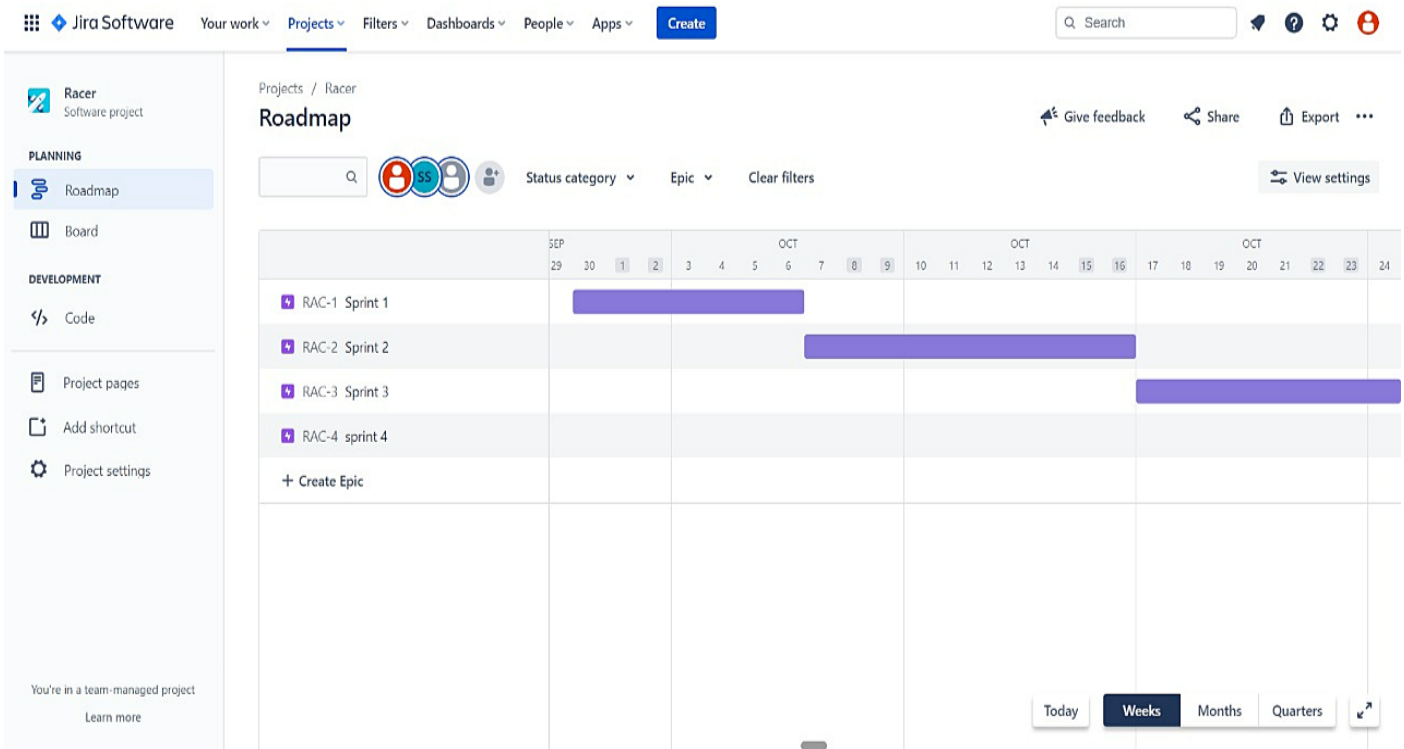 Jira Software Your work Projects Filters Dashboards People Apps Create Search
Racer
Software project
PLANNING
Roadmap
Board
DEVELOPMENT
Code
Project pages
Add shortcut
Project settings
You're in a team-managed project
Learn more
Projects / Racer
Roadmap
Give feedback Share Export
SS Status category Epic Clear filters View settings
SEP OCT OCT OCT
29 30 1 2 3 4 5 6 7 8 9 10 11 12 13 14 15 16 17 18 19 20 21 22 23 24
RAC-1 Sprint 1
RAC-2 Sprint 2
RAC-3 Sprint 3
RAC-4 sprint 4
+ Create Epic
Today Weeks Months Quarters